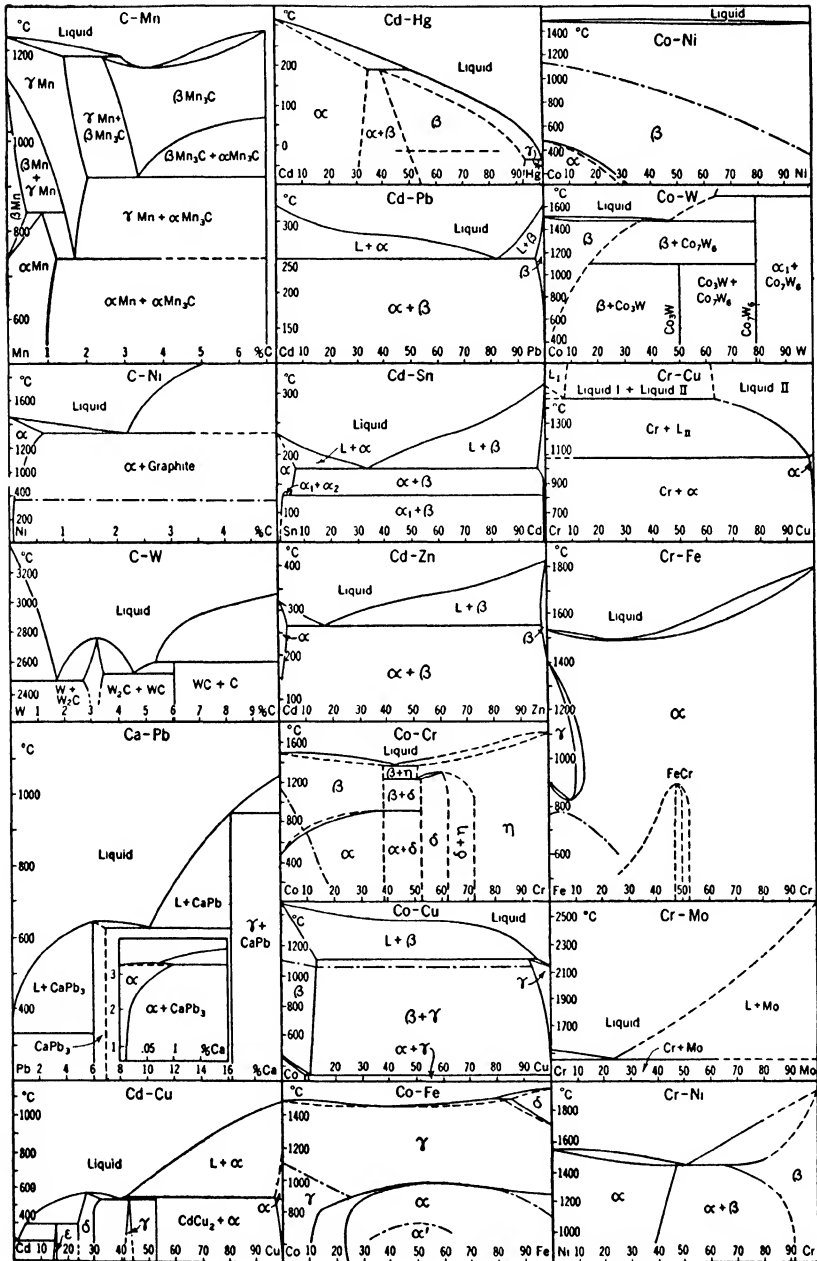 C-Mn
°C
Liquid
1200
γMn
βMn₃C
γMn+
βMn₃C
1000
βMn
+
γMn
βMn₃C + αMn₃C
βMn
γMn + αMn₃C
800
αMn
αMn + αMn₃C
600
Mn 1 2 3 4 5 6 %C
Cd-Hg
°C
200
Liquid
100
α
α+β
β
0
γ
Cd 10 20 30 40 50 60 70 80 90 Hg
Co-Ni
Liquid
1400 °C
1200
1000
800
β
600
400
α
Co 10 20 30 40 50 60 70 80 90 Ni
Cd-Pb
°C
300
Liquid
L+α
L+β
250
β
200
α+β
150
Cd 10 20 30 40 50 60 70 80 90 Pb
Co-W
°C
1600
Liquid
1400
β
1200
β + Co₇W₆
1000
α₁ +
Co₇W₆
800
Co₃W+
Co₇W₆
600
β+Co₃W
Co₃W
Co₇W₆
400
Co 10 20 30 40 50 60 70 80 90 W
C-Ni
°C
1600
Liquid
α
1200
α+Graphite
1000
400
200
Ni 1 2 3 4 %C
Cd-Sn
°C
300
Liquid
200
L+α
L+β
α
α₁+α₂
α+β
100
α₁+β
Sn 10 20 30 40 50 60 70 80 90 Cd
Cr-Cu
L I
Liquid I + Liquid II
Liquid II
°C
1300
Cr + L II
1100
α
900
Cr + α
700
Cr 10 20 30 40 50 60 70 80 90 Cu
C-W
°C
3200
Liquid
2800
2400
W +
W₂C
W₂C + WC
WC + C
W 1 2 3 4 5 6 7 8 9 %C
Cd-Zn
°C
400
Liquid
300
L+β
α
β
200
α + β
100
Cd 10 20 30 40 50 60 70 80 90 Zn
Cr-Fe
°C
1800
1600
Liquid
1400
1200
α
γ
1000
FeCr
800
600
Fe 10 20 30 40 50 60 70 80 90 Cr
Ca-Pb
°C
1000
800
Liquid
L+CaPb
600
γ+
CaPb
3
α
L+CaPb₃
2
α+CaPb₃
400
1
CaPb₃
.05 1 %Ca
Pb 2 4 6 8 10 12 14 16 %Ca
Co-Cr
°C
1600
Liquid
β+η
β
1200
β+δ
800
δ
η
α
α+δ
δ+η
400
Co 10 20 30 40 50 60 70 80 90 Cr
Co-Cu
°C
Liquid
1200
L+β
1000
γ
β
800
β+γ
600
α+γ
Co 10 20 30 40 50 60 70 80 90 Cu
Cr-Mo
2500 °C
2300
2100
1900
L+Mo
Liquid
1700
Cr+Mo
Cr 10 20 30 40 50 60 70 80 90 Mo
Cd-Cu
°C
1000
800
Liquid
L+α
600
α
400
δ
γ
CdCu₂ + α
ε
Cd 10 20 30 40 50 60 70 80 90 Cu
Co-Fe
°C
δ
1400
γ
1200
γ
1000
α
800
α'
600
Co 10 20 30 40 50 60 70 80 90 Fe
Cr-Ni
°C
1800
Liquid
1600
β
1400
α
1200
α+β
1000
Ni 10 20 30 40 50 60 70 80 90 Cr